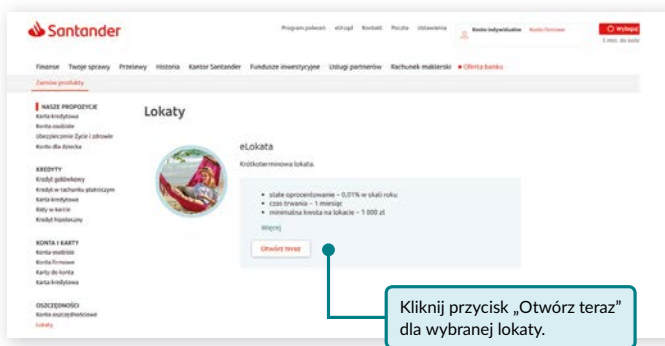 Santander
Program poleceń eUrząd Kontakt Poczta Ustawienia Konto indywidualne Konto firmowe Wyloguj
Finanse Twoje sprawy Przelewy Historia Kantor Santander Fundusze inwestycyjne Usługi partnerów Rachunek maklerski Oferta banku
Zamów produkty
NASZE PROPOZYCJE
Karta kredytowa
Konto osobiste
Ubezpieczenie Życie i zdrowie
Konto dla dziecka
KREDYTY
Kredyt gotówkowy
Kredyt w rachunku płatniczym
Karta kredytowa
Raty w karcie
Kredyt hipoteczny
KONTA I KARTY
Konta osobiste
Konta firmowe
Karty do konta
Karta kredytowa
OSZCZĘDNOŚCI
Konta oszczędnościowe
Lokaty
Lokaty
eLokata
Krótkoterminowa lokata.
• stałe oprocentowanie – 0,01% w skali roku
• czas trwania – 1 miesiąc
• minimalna kwota na lokacie – 1 000 zł
Więcej
Otwórz teraz
Kliknij przycisk „Otwórz teraz”
dla wybranej lokaty.